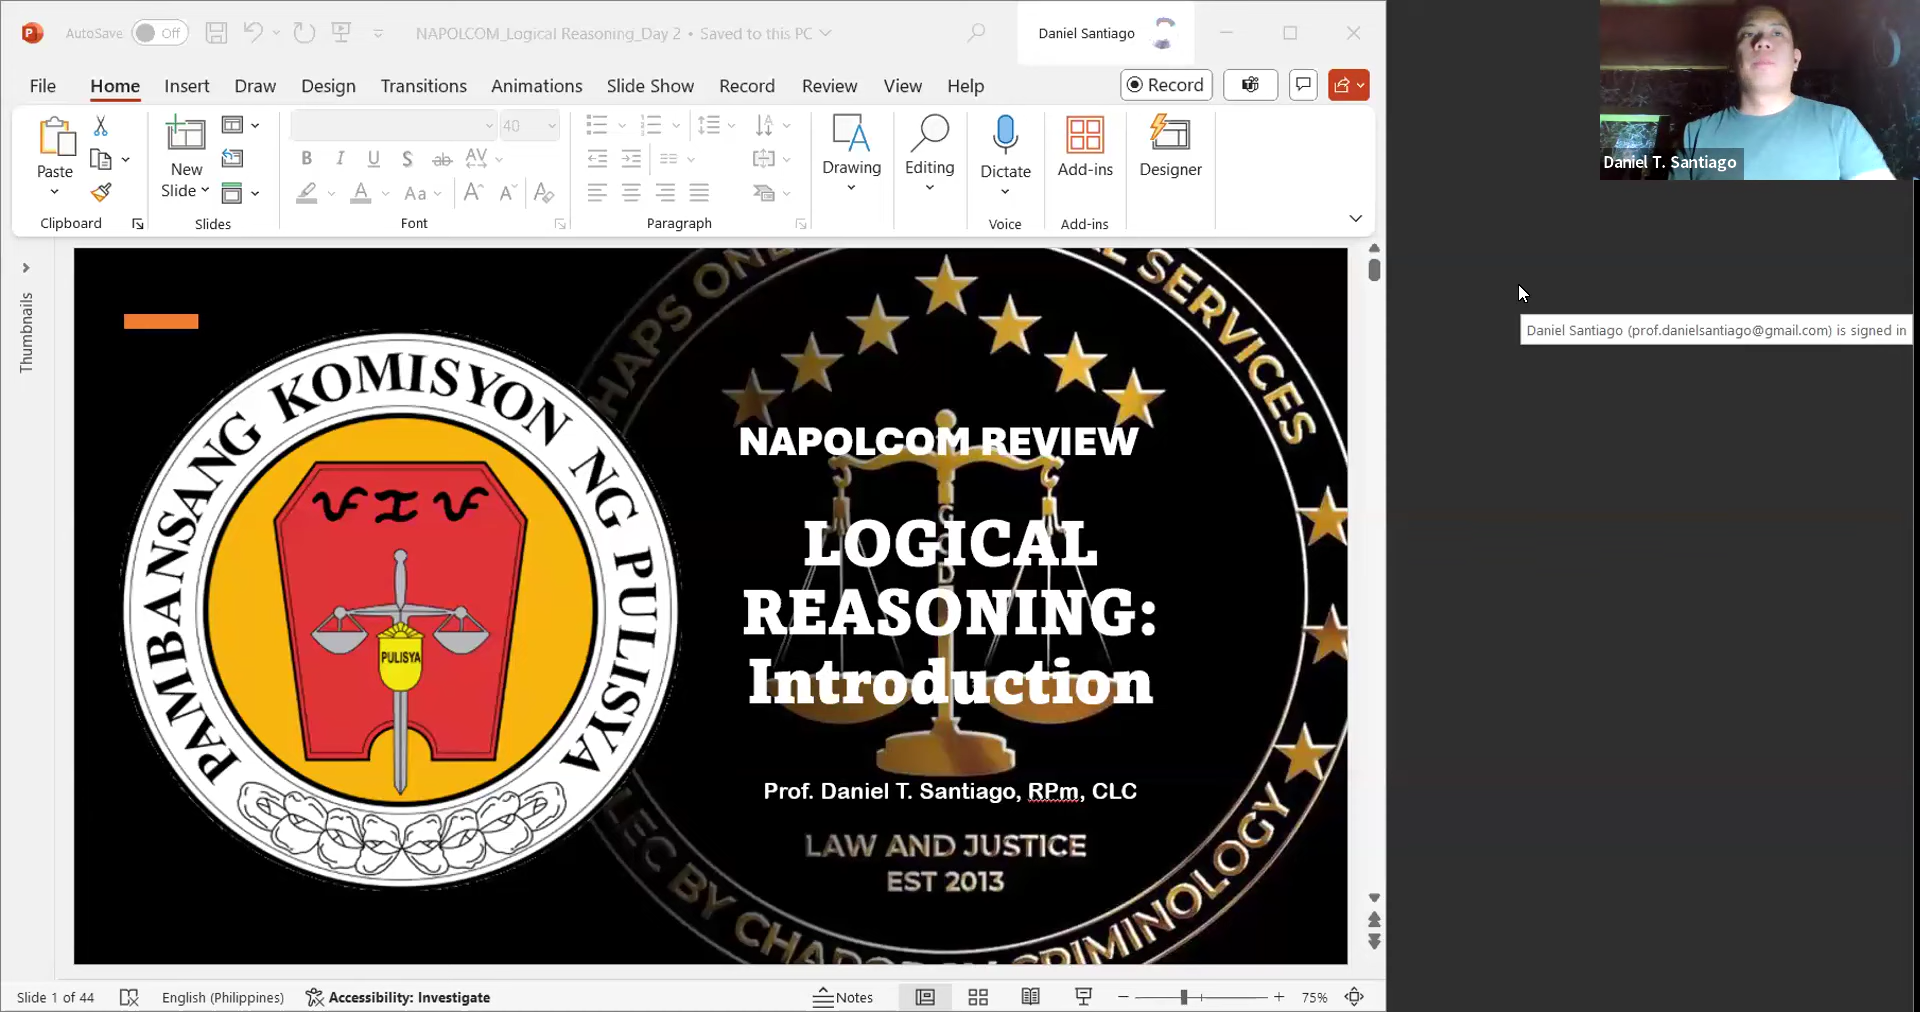 AutoSave Off NAPOLCOM_Logical Reasoning_Day 2 • Saved to this PC Daniel Santiago
File Home Insert Draw Design Transitions Animations Slide Show Record Review View Help Record
Paste New Slide 40 Drawing Editing Dictate Add-ins Designer
Clipboard Slides Font Paragraph Voice Add-ins
Daniel T. Santiago
Daniel Santiago (prof.danielsantiago@gmail.com) is signed in
Thumbnails
PAMBANSANG KOMISYON NG PULISYA
ᜉ ᜃ ᜉ
PULISYA
SERVICES
NAPOLCOM REVIEW
LOGICAL
REASONING:
Introduction
Prof. Daniel T. Santiago, RPm, CLC
LAW AND JUSTICE
EST 2013
CRIMINOLOGY
Slide 1 of 44 English (Philippines) Accessibility: Investigate Notes 75%